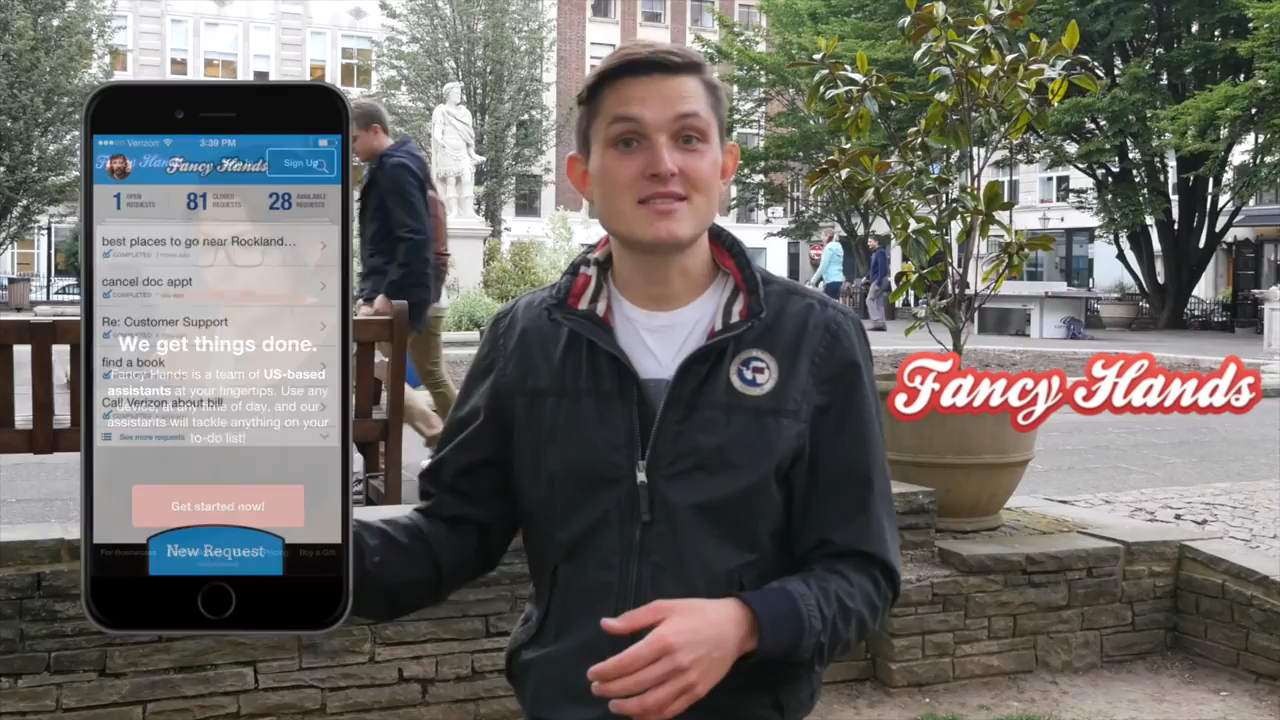 Verizon 3:39 PM
Fancy Hands
Sign Up
1 OPEN REQUESTS 81 CLOSED REQUESTS 28 AVAILABLE REQUESTS
best places to go near Rockland...
COMPLETED
cancel doc appt
COMPLETED
Re: Customer Support
COMPLETED
We get things done.
find a book
COMPLETED
Fancy Hands is a team of US-based
assistants at your fingertips. Use any
device, at any time of day, and our
Call Verizon about bill
COMPLETED
assistants will tackle anything on your
See more requests
to-do list!
Get started now!
For Businesses Pricing Buy a Gift
New Request
Fancy Hands